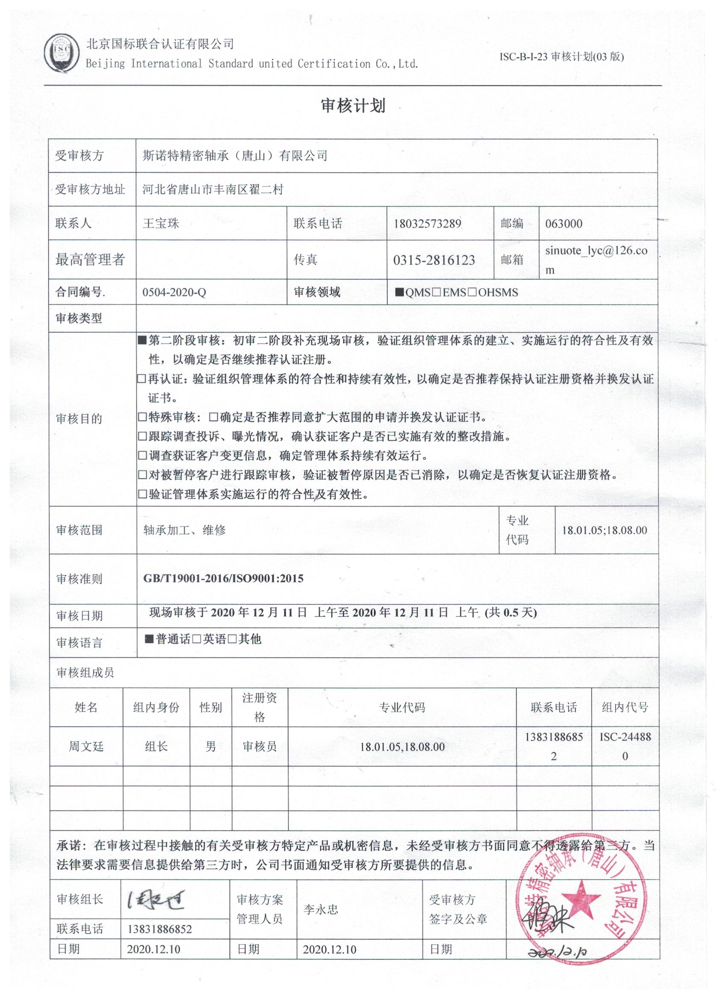 ISC
北京国标联合认证有限公司
Beijing International Standard united Certification Co.,Ltd.
ISC-B-I-23 审核计划(03 版)
审核计划
受审核方 斯诺特精密轴承（唐山）有限公司
受审核方地址 河北省唐山市丰南区翟二村
联系人 王宝珠 联系电话 18032573289 邮编 063000
最高管理者 传真 0315-2816123 邮箱 sinuote_lyc@126.co
m
合同编号. 0504-2020-Q 审核领域 ■QMS□EMS□OHSMS
审核类型
审核目的
■第二阶段审核：初审二阶段补充现场审核，验证组织管理体系的建立、实施运行的符合性及有效
性，以确定是否继续推荐认证注册。
□再认证：验证组织管理体系的符合性和持续有效性，以确定是否推荐保持认证注册资格并换发认证
证书。
□特殊审核：□确定是否推荐同意扩大范围的申请并换发认证证书。
□跟踪调查投诉、曝光情况，确认获证客户是否已实施有效的整改措施。
□调查获证客户变更信息，确定管理体系持续有效运行。
□对被暂停客户进行跟踪审核，验证被暂停原因是否已消除，以确定是否恢复认证注册资格。
□验证管理体系实施运行的符合性及有效性。
审核范围 轴承加工、维修 专业
代码 18.01.05;18.08.00
审核准则 GB/T19001-2016/ISO9001:2015
审核日期 现场审核于 2020 年 12 月 11 日 上午至 2020 年 12 月 11 日 上午 (共 0.5 天)
审核语言 ■普通话□英语□其他
审核组成员
姓名 组内身份 性别 注册资
格 专业代码 联系电话 组内代号
周文廷 组长 男 审核员 18.01.05,18.08.00 1383188685
2 ISC-24488
0
承诺：在审核过程中接触的有关受审核方特定产品或机密信息，未经受审核方书面同意不得透露给第三方。当
法律要求需要信息提供给第三方时，公司书面通知受审核方所要提供的信息。
审核组长 周文廷 审核方案
管理人员 李永忠 受审核方
签字及公章
联系电话 13831886852
日期 2020.12.10 日期 2020.12.10 日期 2020.12.10
斯诺特精密轴承（唐山）有限公司